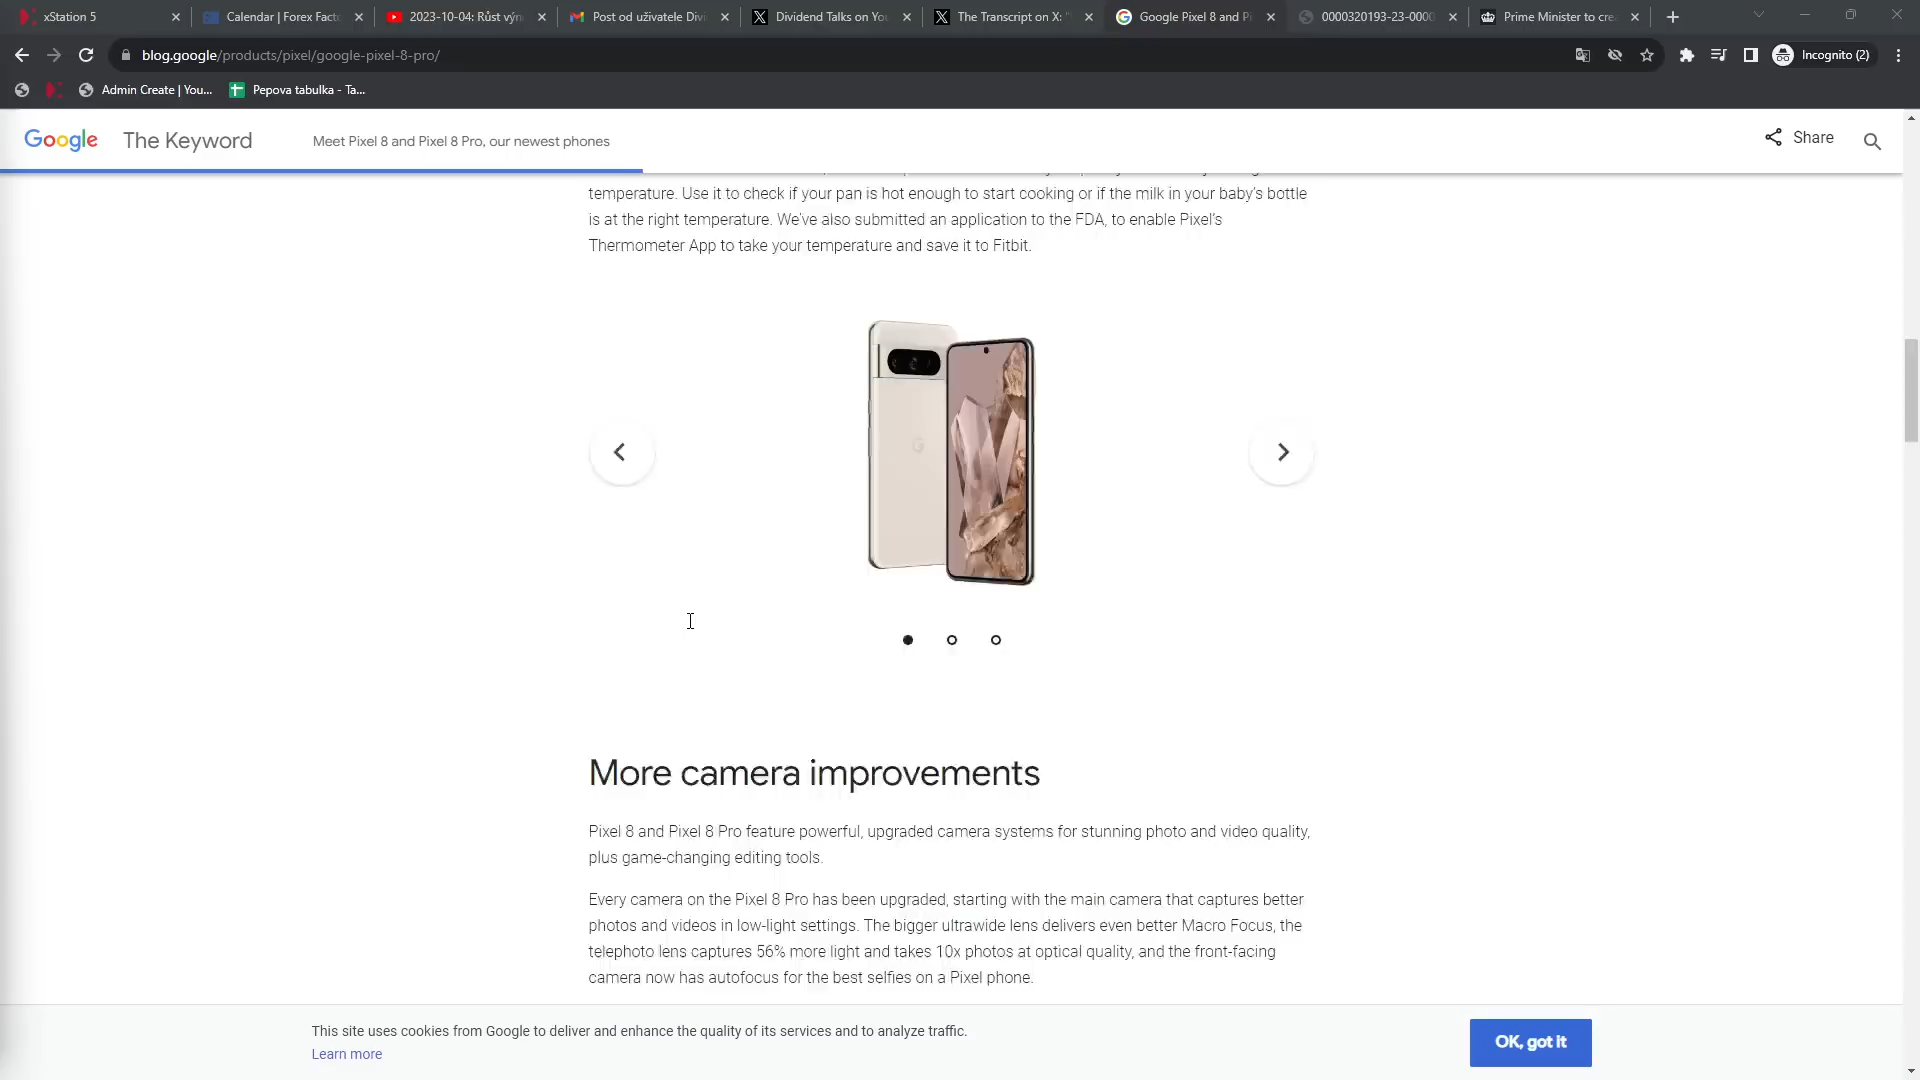 xStation 5
Calendar | Forex Facto
2023-10-04: Růst výn
Post od uživatele Divi
Dividend Talks on You
The Transcript on X: "
Google Pixel 8 and Pi
0000320193-23-0000
Prime Minister to crea
blog.google/products/pixel/google-pixel-8-pro/
Incognito (2)
Admin Create | You...
Pepova tabulka - Ta...
Google The Keyword
Meet Pixel 8 and Pixel 8 Pro, our newest phones
Share
temperature. Use it to check if your pan is hot enough to start cooking or if the milk in your baby's bottle
is at the right temperature. We've also submitted an application to the FDA, to enable Pixel's
Thermometer App to take your temperature and save it to Fitbit.
More camera improvements
Pixel 8 and Pixel 8 Pro feature powerful, upgraded camera systems for stunning photo and video quality,
plus game-changing editing tools.
Every camera on the Pixel 8 Pro has been upgraded, starting with the main camera that captures better
photos and videos in low-light settings. The bigger ultrawide lens delivers even better Macro Focus, the
telephoto lens captures 56% more light and takes 10x photos at optical quality, and the front-facing
camera now has autofocus for the best selfies on a Pixel phone.
This site uses cookies from Google to deliver and enhance the quality of its services and to analyze traffic.
Learn more
OK, got it